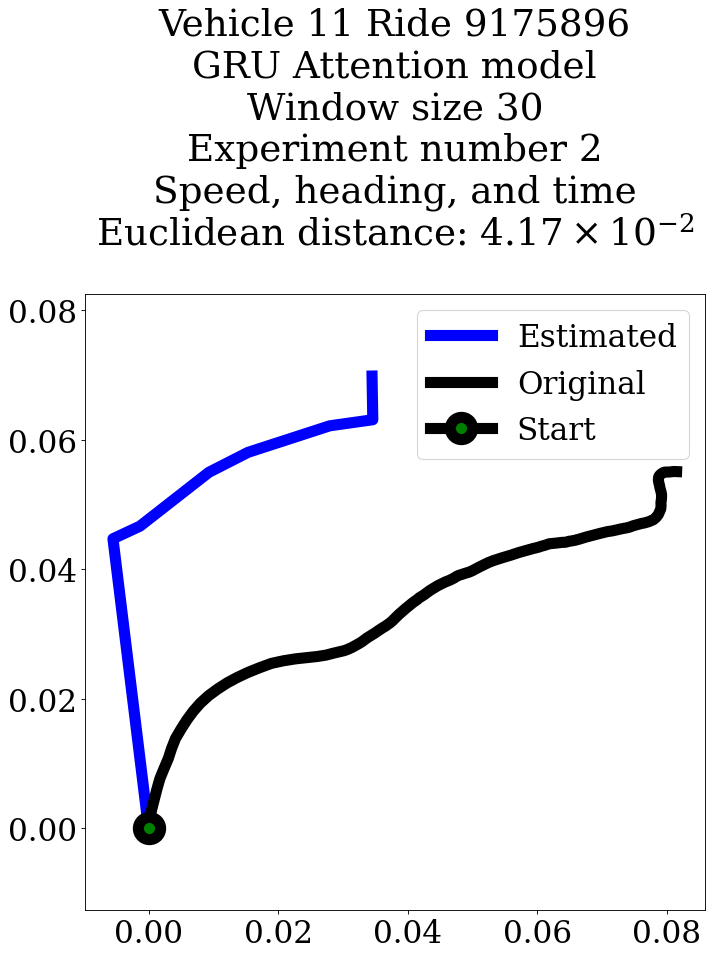 Vehicle 11 Ride 9175896
GRU Attention model
Window size 30
Experiment number 2
Speed, heading, and time
Euclidean distance: 4.17 × 10⁻²
0.08
0.06
0.04
0.02
0.00
Estimated
Original
Start
0.00 0.02 0.04 0.06 0.08